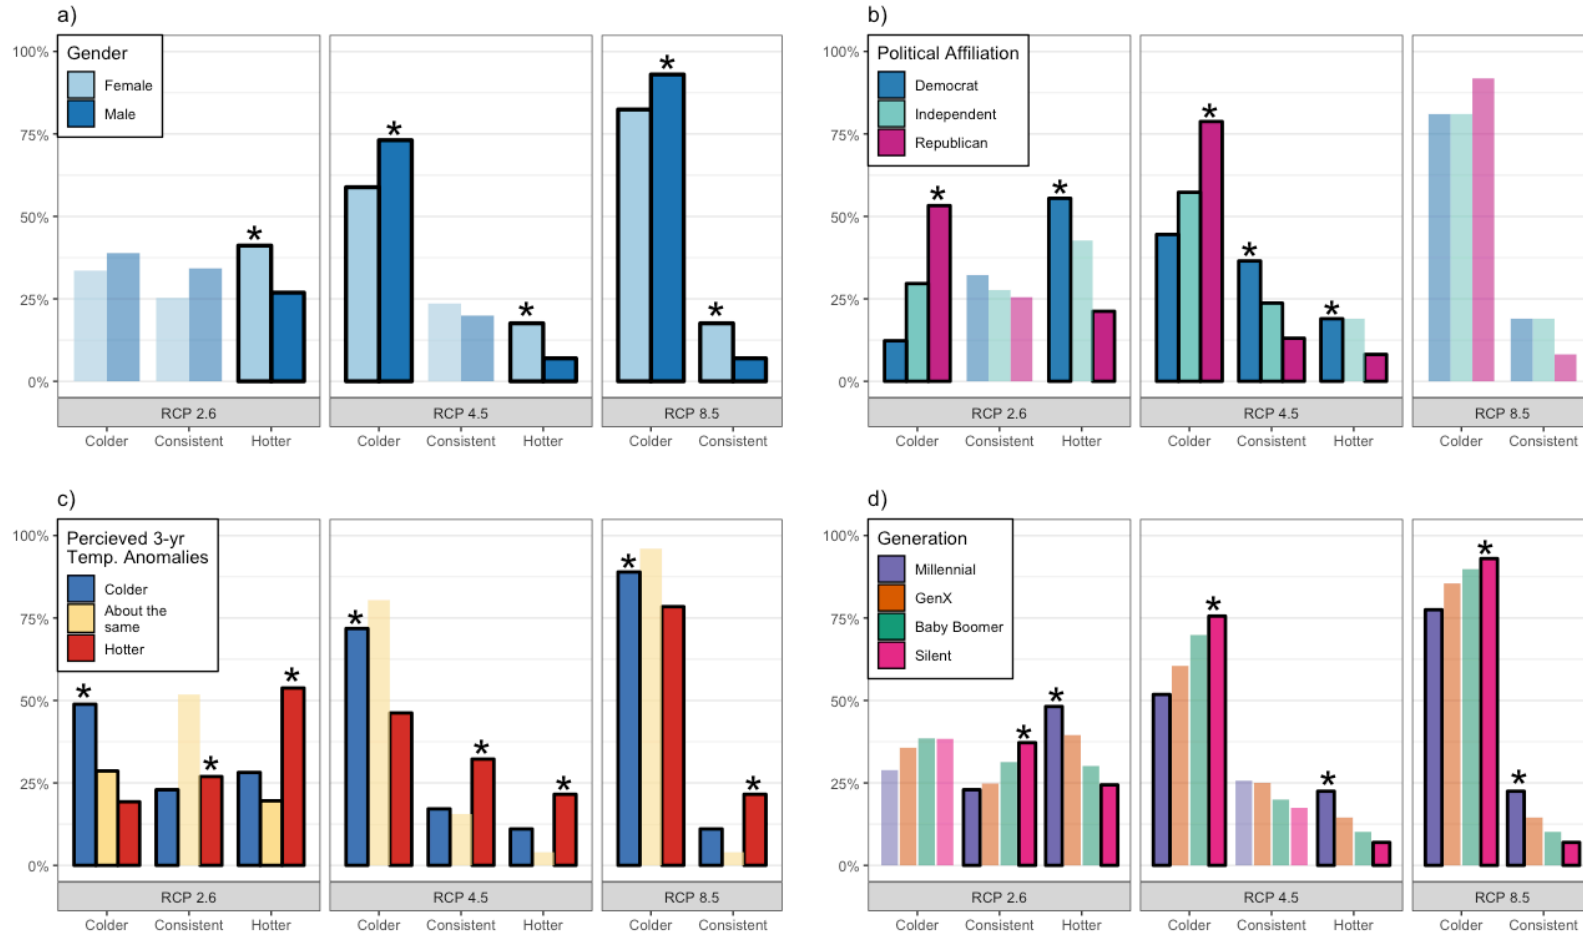 a)
Gender
Female
Male
100%
75%
50%
25%
0%
*
*
*
*
*
RCP 2.6
RCP 4.5
RCP 8.5
Colder
Consistent
Hotter
Colder
Consistent
Hotter
Colder
Consistent
b)
Political Affiliation
Democrat
Independent
Republican
100%
75%
50%
25%
0%
*
*
*
*
*
RCP 2.6
RCP 4.5
RCP 8.5
Colder
Consistent
Hotter
Colder
Consistent
Hotter
Colder
Consistent
c)
Percieved 3-yr
Temp. Anomalies
Colder
About the
same
Hotter
100%
75%
50%
25%
0%
*
*
*
*
*
*
*
*
RCP 2.6
RCP 4.5
RCP 8.5
Colder
Consistent
Hotter
Colder
Consistent
Hotter
Colder
Consistent
d)
Generation
Millennial
GenX
Baby Boomer
Silent
100%
75%
50%
25%
0%
*
*
*
*
*
*
RCP 2.6
RCP 4.5
RCP 8.5
Colder
Consistent
Hotter
Colder
Consistent
Hotter
Colder
Consistent